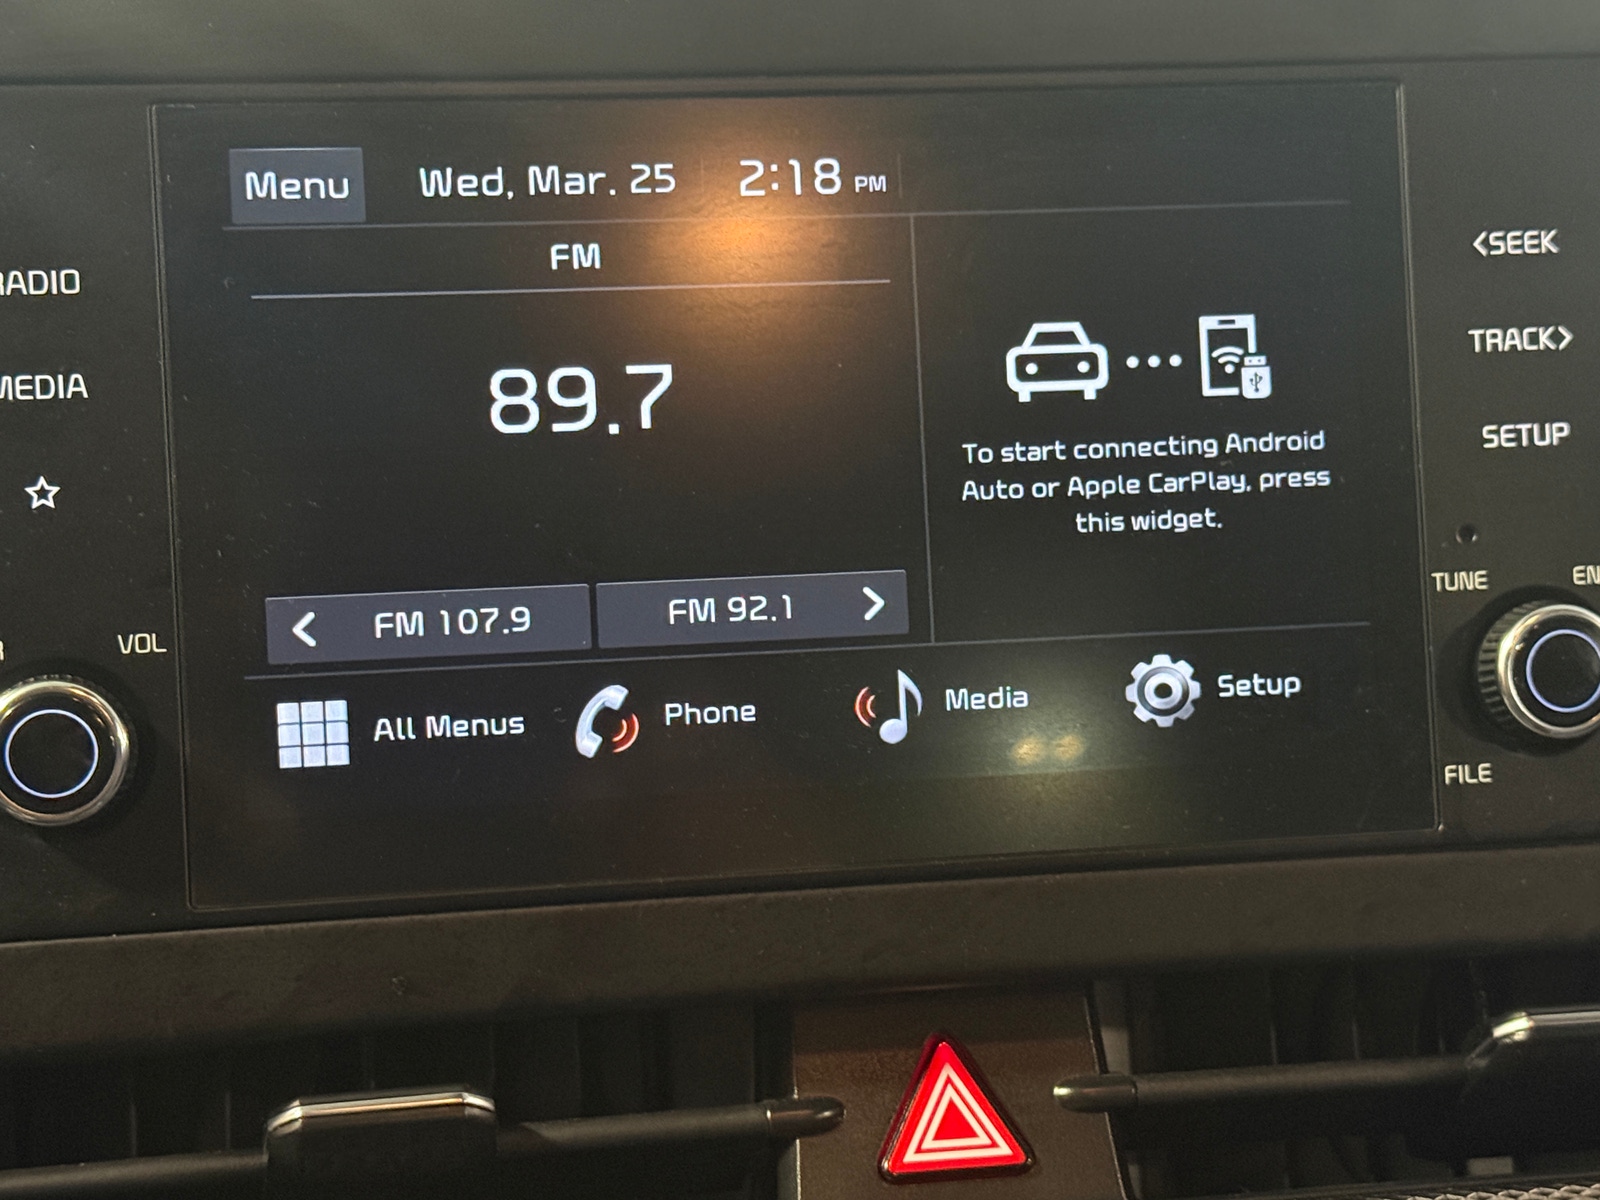 Menu Wed, Mar. 25 2:18 PM
FM
89.7
To start connecting Android
Auto or Apple CarPlay, press
this widget.
FM 107.9 FM 92.1
All Menus Phone Media Setup
RADIO
MEDIA
VOL
<SEEK
TRACK>
SETUP
TUNE
FILE